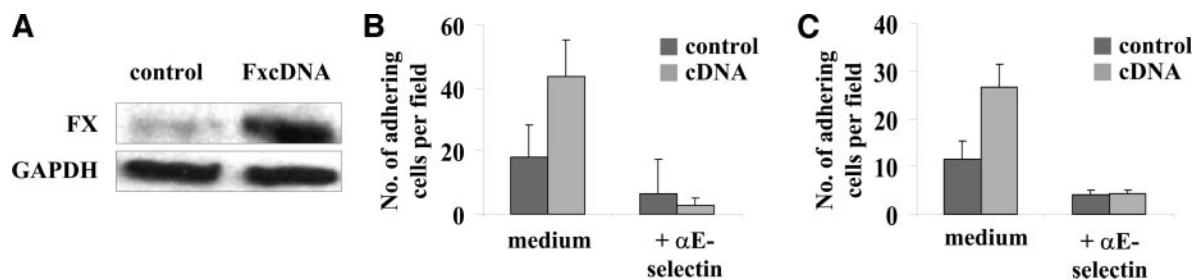 A
control FxcDNA
FX
GAPDH
B
No. of adhering
cells per field
60
40
20
0
control
cDNA
medium
+ αE-
selectin
C
No. of adhering
cells per field
40
30
20
10
0
control
cDNA
medium
+ αE-
selectin